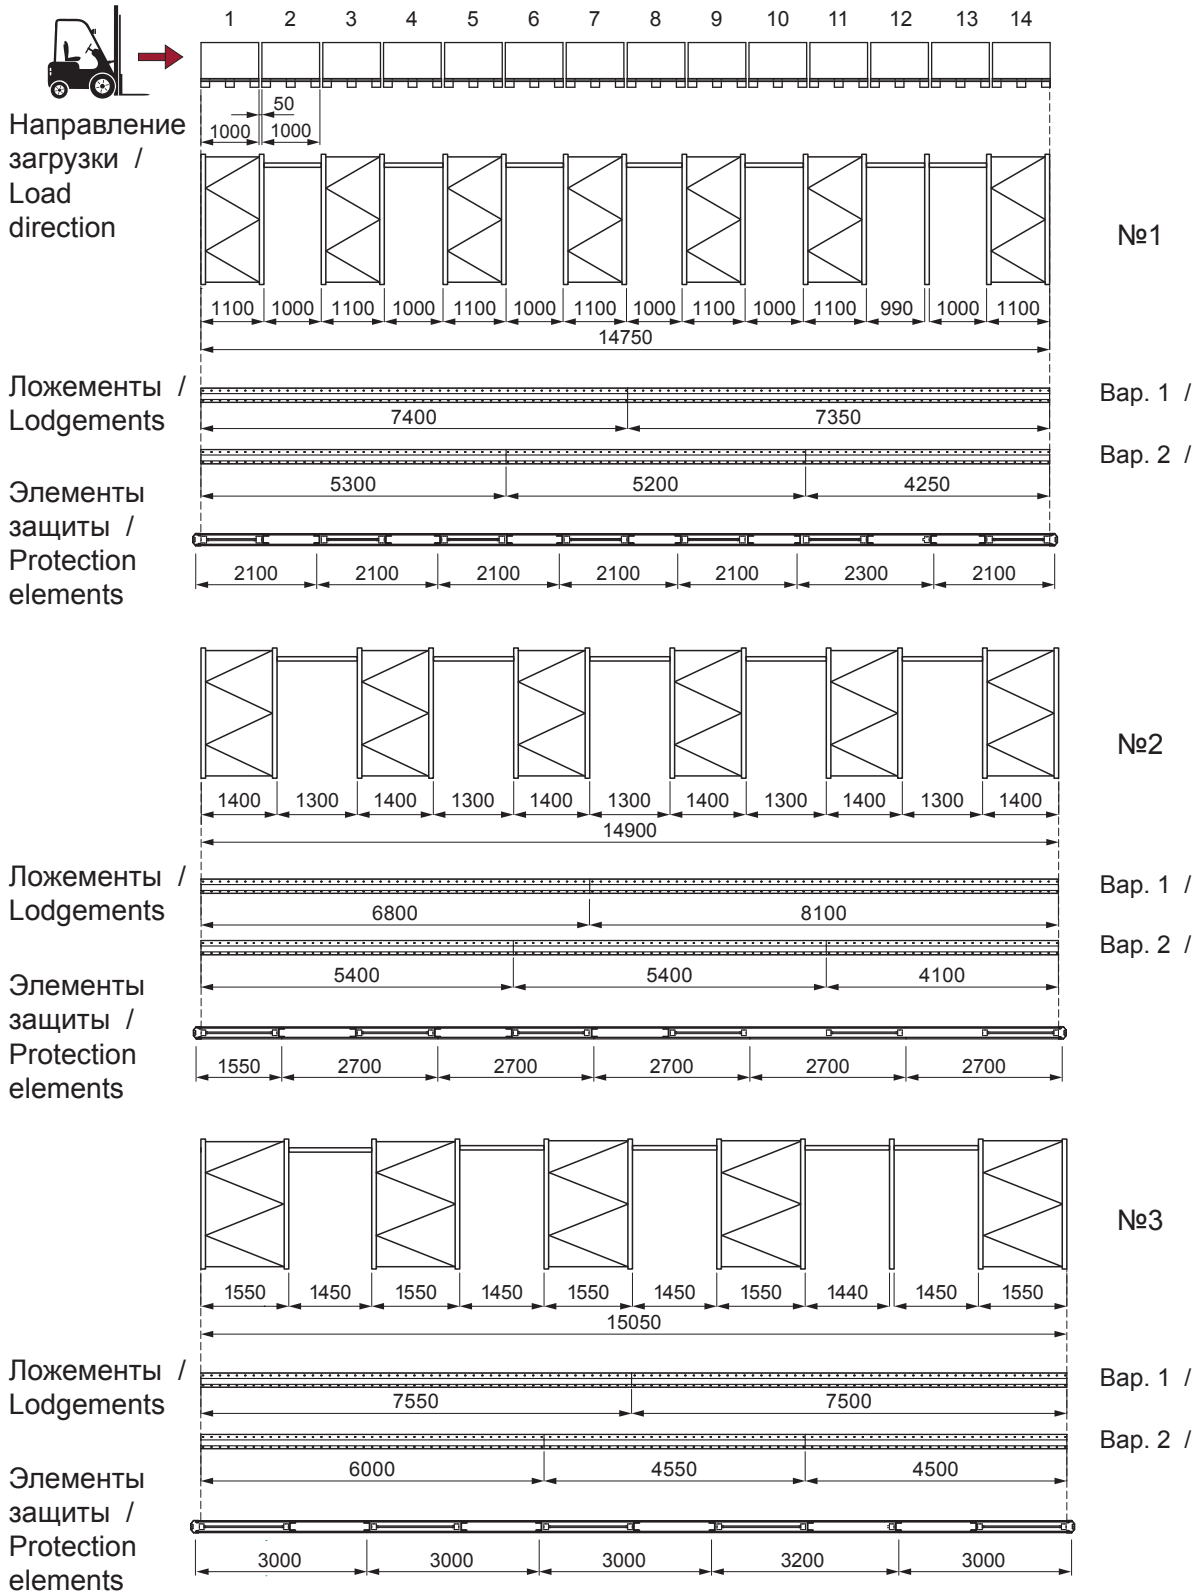 1 2 3 4 5 6 7 8 9 10 11 12 13 14
50
1000 1000
Направление
загрузки /
Load
direction
№1
1100 1000 1100 1000 1100 1000 1100 1000 1100 1000 1100 990 1000 1100
14750
Ложементы /
Lodgements
Вар. 1 /
7400 7350
Вар. 2 /
5300 5200 4250
Элементы
защиты /
Protection
elements
2100 2100 2100 2100 2100 2300 2100
№2
1400 1300 1400 1300 1400 1300 1400 1300 1400 1300 1400
14900
Ложементы /
Lodgements
Вар. 1 /
6800 8100
Вар. 2 /
5400 5400 4100
Элементы
защиты /
Protection
elements
1550 2700 2700 2700 2700 2700
№3
1550 1450 1550 1450 1550 1450 1550 1440 1450 1550
15050
Ложементы /
Lodgements
Вар. 1 /
7550 7500
Вар. 2 /
6000 4550 4500
Элементы
защиты /
Protection
elements
3000 3000 3000 3200 3000